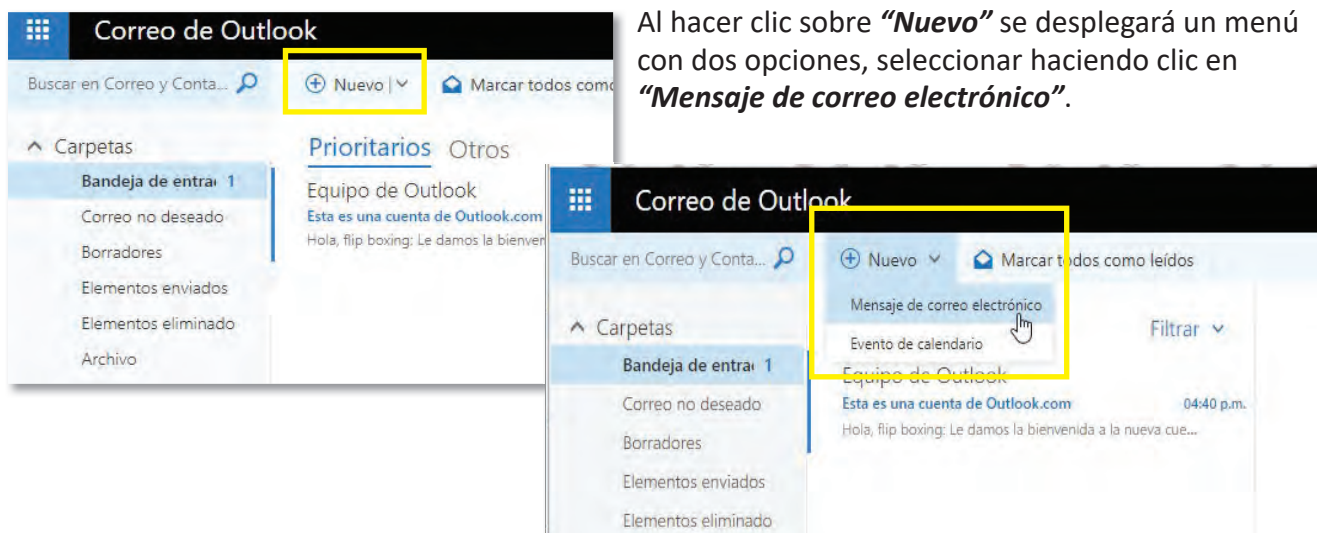 Correo de Outlook
Buscar en Correo y Conta...
Nuevo
Marcar todos como
Carpetas
Bandeja de entra 1
Correo no deseado
Borradores
Elementos enviados
Elementos eliminado
Archivo
Prioritarios Otros
Equipo de Outlook
Esta es una cuenta de Outlook.com
Hola, flip boxing: Le damos la bienven
Al hacer clic sobre “Nuevo” se desplegará un menú
con dos opciones, seleccionar haciendo clic en
“Mensaje de correo electrónico”.
Correo de Outlook
Buscar en Correo y Conta...
Nuevo
Marcar todos como leídos
Mensaje de correo electrónico
Evento de calendario
Filtrar
Carpetas
Bandeja de entra 1
Correo no deseado
Borradores
Elementos enviados
Elementos eliminado
Equipo de Outlook
Esta es una cuenta de Outlook.com 04:40 p.m.
Hola, flip boxing: Le damos la bienvenida a la nueva cue...